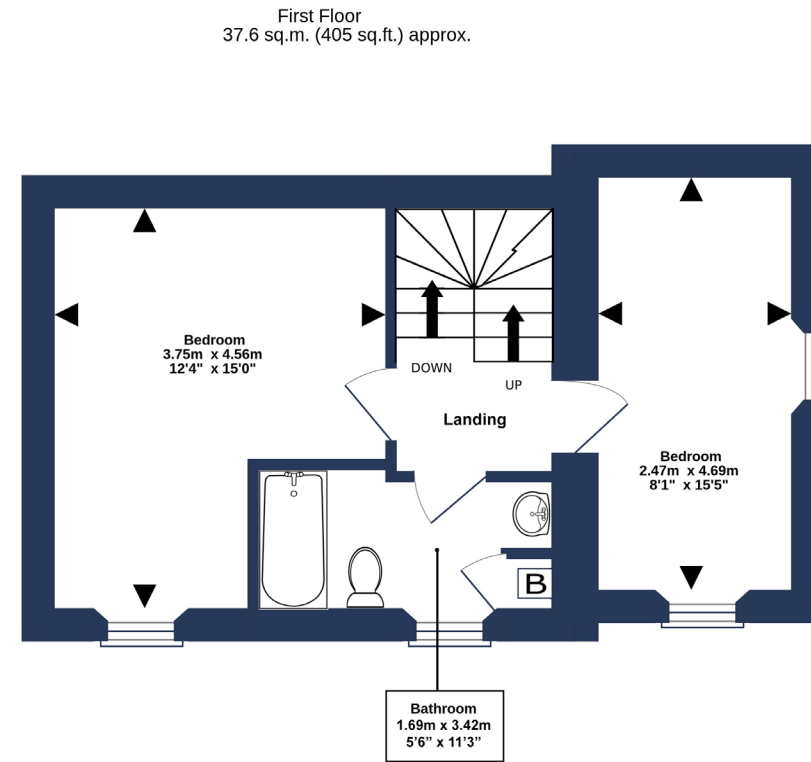 First Floor
37.6 sq.m. (405 sq.ft.) approx.
Bedroom
3.75m x 4.56m
12'4" x 15'0"
DOWN
UP
Landing
Bedroom
2.47m x 4.69m
8'1" x 15'5"
B
Bathroom
1.69m x 3.42m
5’6” x 11’3”